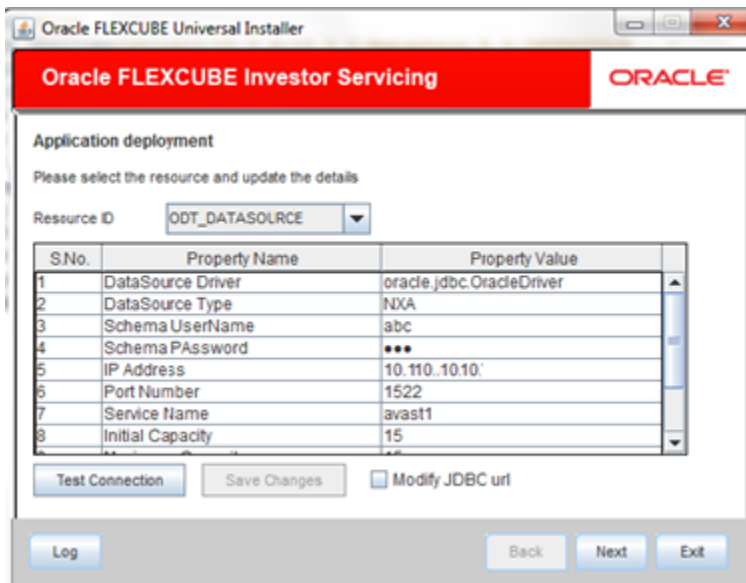 Oracle FLEXCUBE Universal Installer
Oracle FLEXCUBE Investor Servicing
ORACLE
Application deployment
Please select the resource and update the details
Resource ID ODT_DATASOURCE
S.No. Property Name Property Value
1 DataSource Driver oracle.jdbc.OracleDriver
2 DataSource Type NXA
3 Schema UserName abc
4 Schema PAssword •••
5 IP Address 10.110..10.10.
6 Port Number 1522
7 Service Name avast1
8 Initial Capacity 15
Test Connection Save Changes Modify JDBC url
Log Back Next Exit